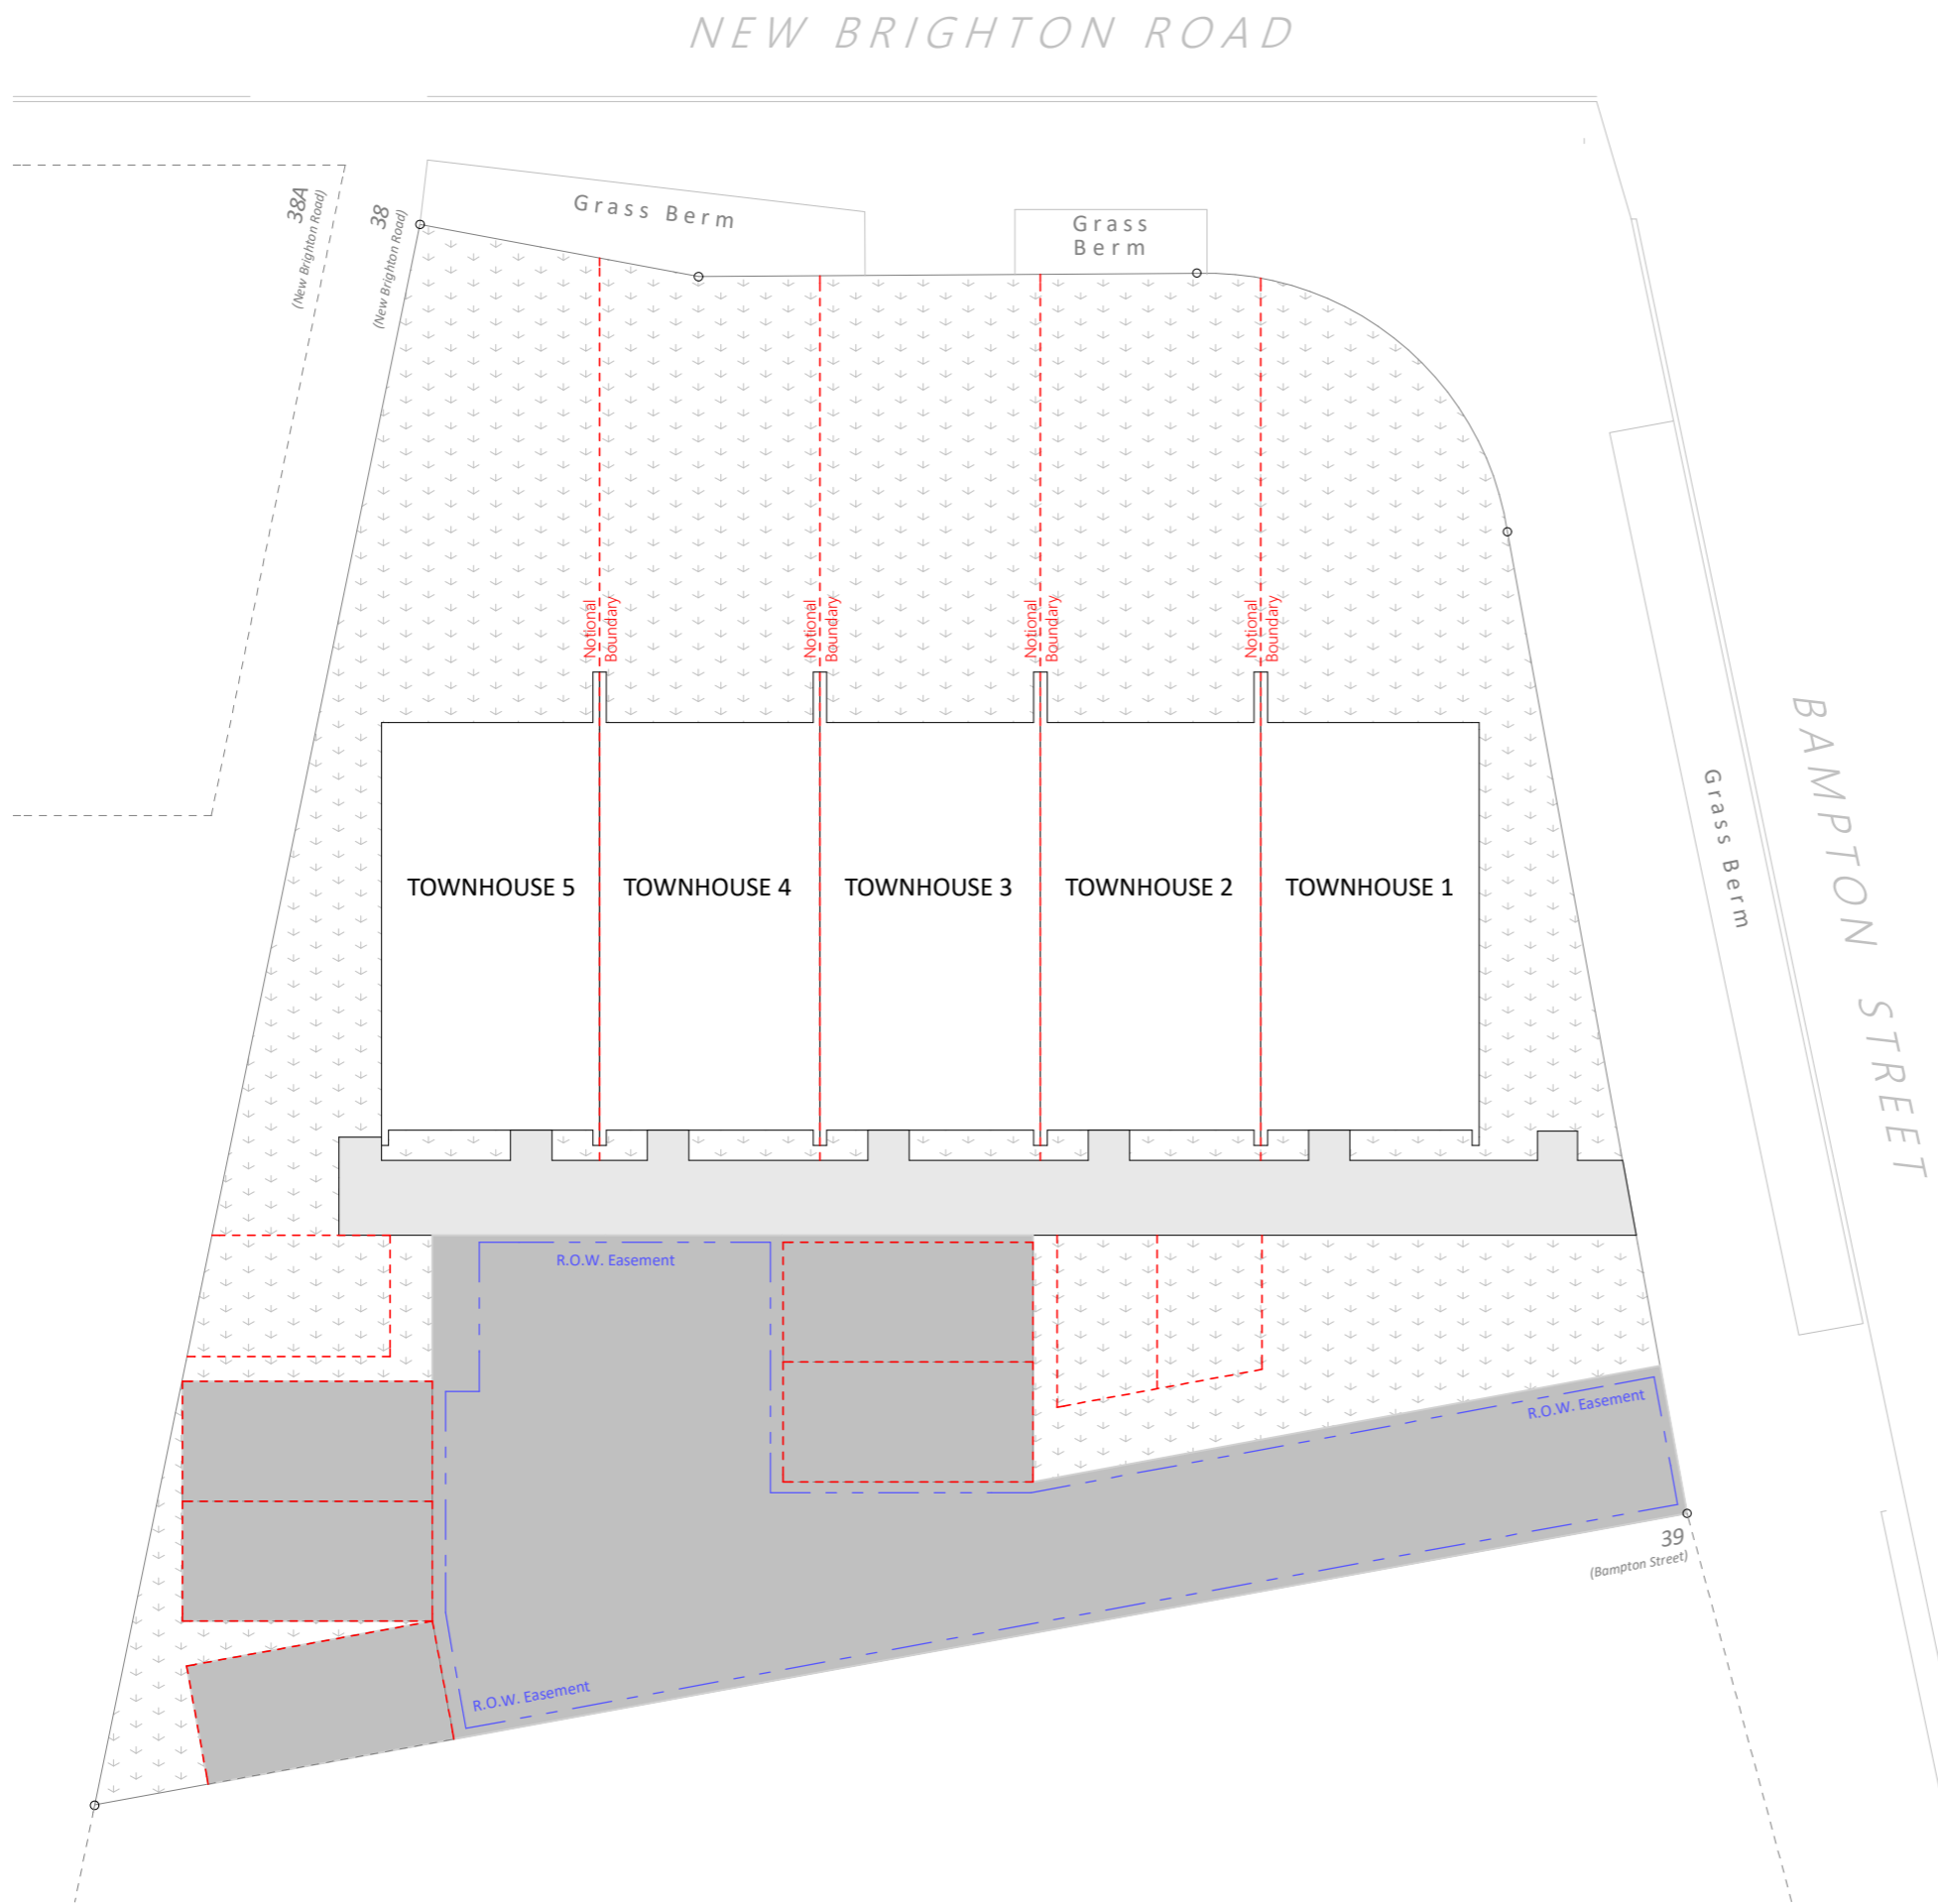 NEW BRIGHTON ROAD
38A
(New Brighton Road)
38
(New Brighton Road)
Grass Berm
Grass
Berm
Notional
Boundary
Notional
Boundary
Notional
Boundary
Notional
Boundary
BAMPTON STREET
Grass Berm
TOWNHOUSE 5
TOWNHOUSE 4
TOWNHOUSE 3
TOWNHOUSE 2
TOWNHOUSE 1
R.O.W. Easement
R.O.W. Easement
39
(Bampton Street)
R.O.W. Easement